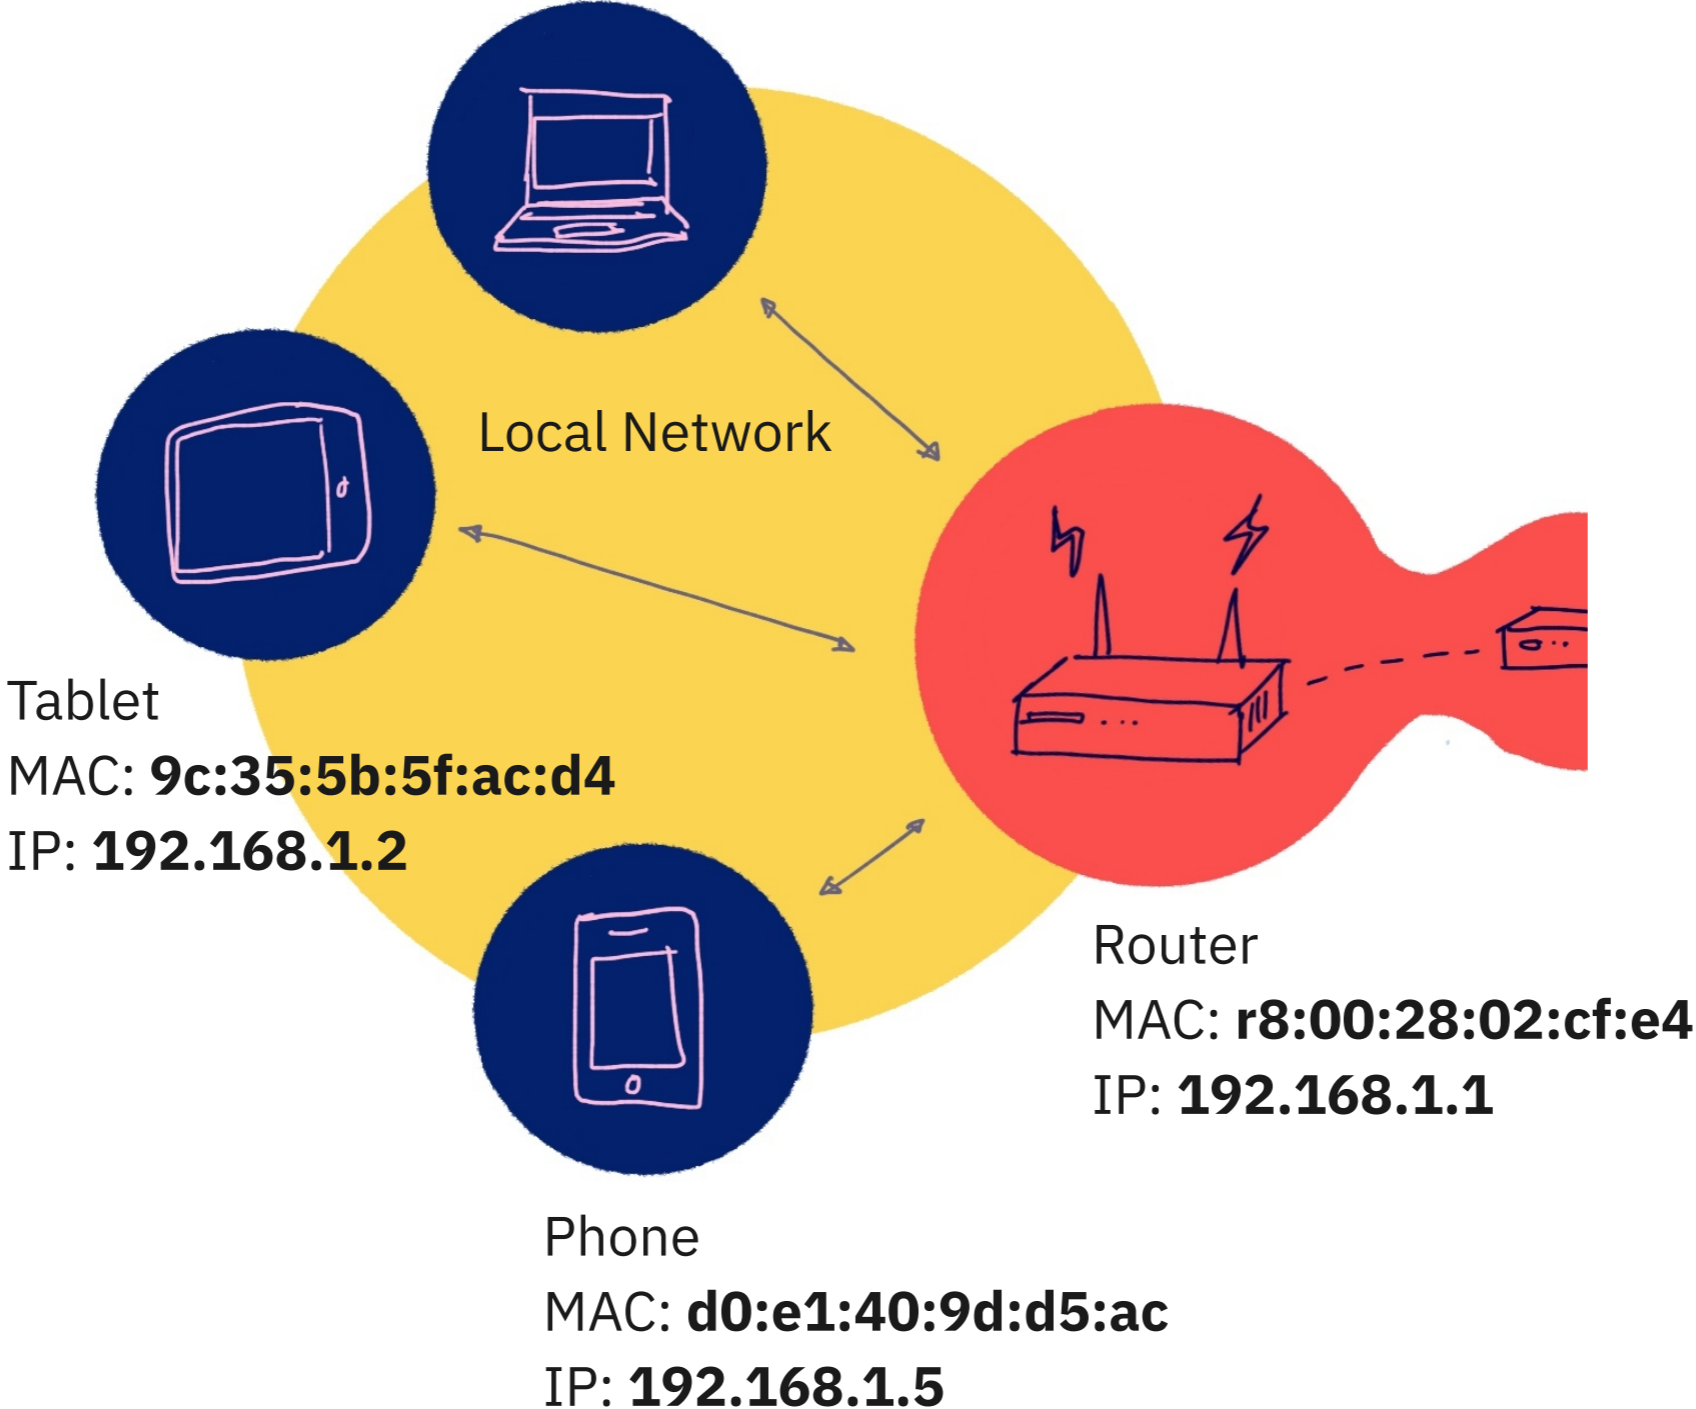 Local Network
Tablet
MAC: 9c:35:5b:5f:ac:d4
IP: 192.168.1.2
Router
MAC: r8:00:28:02:cf:e4
IP: 192.168.1.1
Phone
MAC: d0:e1:40:9d:d5:ac
IP: 192.168.1.5